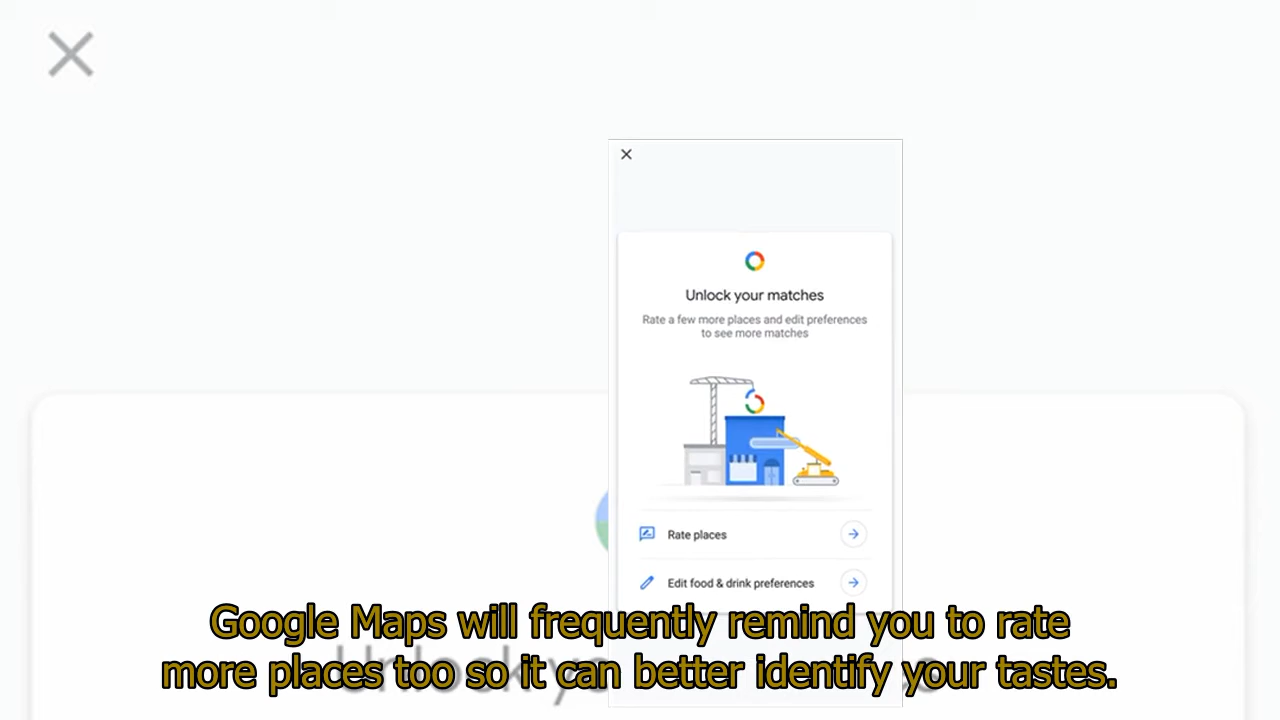 Unlock your matches
Rate a few more places and edit preferences
to see more matches
Rate places
Edit food & drink preferences
Google Maps will frequently remind you to rate
more places too so it can better identify your tastes.